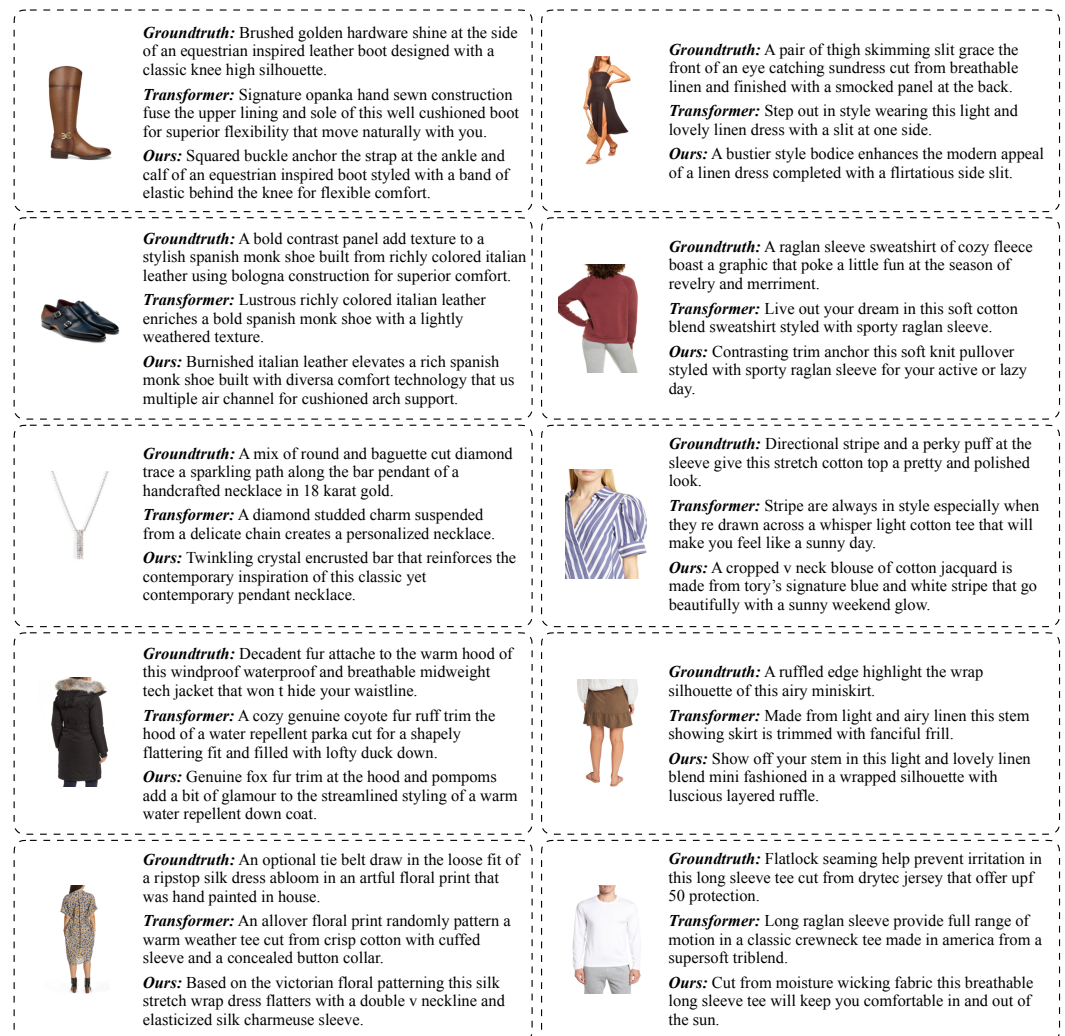 Groundtruth: Brushed golden hardware shine at the side
of an equestrian inspired leather boot designed with a
classic knee high silhouette.
Transformer: Signature opanka hand sewn construction
fuse the upper lining and sole of this well cushioned boot
for superior flexibility that move naturally with you.
Ours: Squared buckle anchor the strap at the ankle and
calf of an equestrian inspired boot styled with a band of
elastic behind the knee for flexible comfort.
Groundtruth: A pair of thigh skimming slit grace the
front of an eye catching sundress cut from breathable
linen and finished with a smocked panel at the back.
Transformer: Step out in style wearing this light and
lovely linen dress with a slit at one side.
Ours: A bustier style bodice enhances the modern appeal
of a linen dress completed with a flirtatious side slit.
Groundtruth: A bold contrast panel add texture to a
stylish spanish monk shoe built from richly colored italian
leather using bologna construction for superior comfort.
Transformer: Lustrous richly colored italian leather
enriches a bold spanish monk shoe with a lightly
weathered texture.
Ours: Burnished italian leather elevates a rich spanish
monk shoe built with diversa comfort technology that us
multiple air channel for cushioned arch support.
Groundtruth: A raglan sleeve sweatshirt of cozy fleece
boast a graphic that poke a little fun at the season of
revelry and merriment.
Transformer: Live out your dream in this soft cotton
blend sweatshirt styled with sporty raglan sleeve.
Ours: Contrasting trim anchor this soft knit pullover
styled with sporty raglan sleeve for your active or lazy
day.
Groundtruth: A mix of round and baguette cut diamond
trace a sparkling path along the bar pendant of a
handcrafted necklace in 18 karat gold.
Transformer: A diamond studded charm suspended
from a delicate chain creates a personalized necklace.
Ours: Twinkling crystal encrusted bar that reinforces the
contemporary inspiration of this classic yet
contemporary pendant necklace.
Groundtruth: Directional stripe and a perky puff at the
sleeve give this stretch cotton top a pretty and polished
look.
Transformer: Stripe are always in style especially when
they re drawn across a whisper light cotton tee that will
make you feel like a sunny day.
Ours: A cropped v neck blouse of cotton jacquard is
made from tory's signature blue and white stripe that go
beautifully with a sunny weekend glow.
Groundtruth: Decadent fur attache to the warm hood of
this windproof waterproof and breathable midweight
tech jacket that won t hide your waistline.
Transformer: A cozy genuine coyote fur ruff trim the
hood of a water repellent parka cut for a shapely
flattering fit and filled with lofty duck down.
Ours: Genuine fox fur trim at the hood and pompoms
add a bit of glamour to the streamlined styling of a warm
water repellent down coat.
Groundtruth: A ruffled edge highlight the wrap
silhouette of this airy miniskirt.
Transformer: Made from light and airy linen this stem
showing skirt is trimmed with fanciful frill.
Ours: Show off your stem in this light and lovely linen
blend mini fashioned in a wrapped silhouette with
luscious layered ruffle.
Groundtruth: An optional tie belt draw in the loose fit of
a ripstop silk dress abloom in an artful floral print that
was hand painted in house.
Transformer: An allover floral print randomly pattern a
warm weather tee cut from crisp cotton with cuffed
sleeve and a concealed button collar.
Ours: Based on the victorian floral patterning this silk
stretch wrap dress flatters with a double v neckline and
elasticized silk charmeuse sleeve.
Groundtruth: Flatlock seaming help prevent irritation in
this long sleeve tee cut from drytec jersey that offer upf
50 protection.
Transformer: Long raglan sleeve provide full range of
motion in a classic crewneck tee made in america from a
supersoft triblend.
Ours: Cut from moisture wicking fabric this breathable
long sleeve tee will keep you comfortable in and out of
the sun.